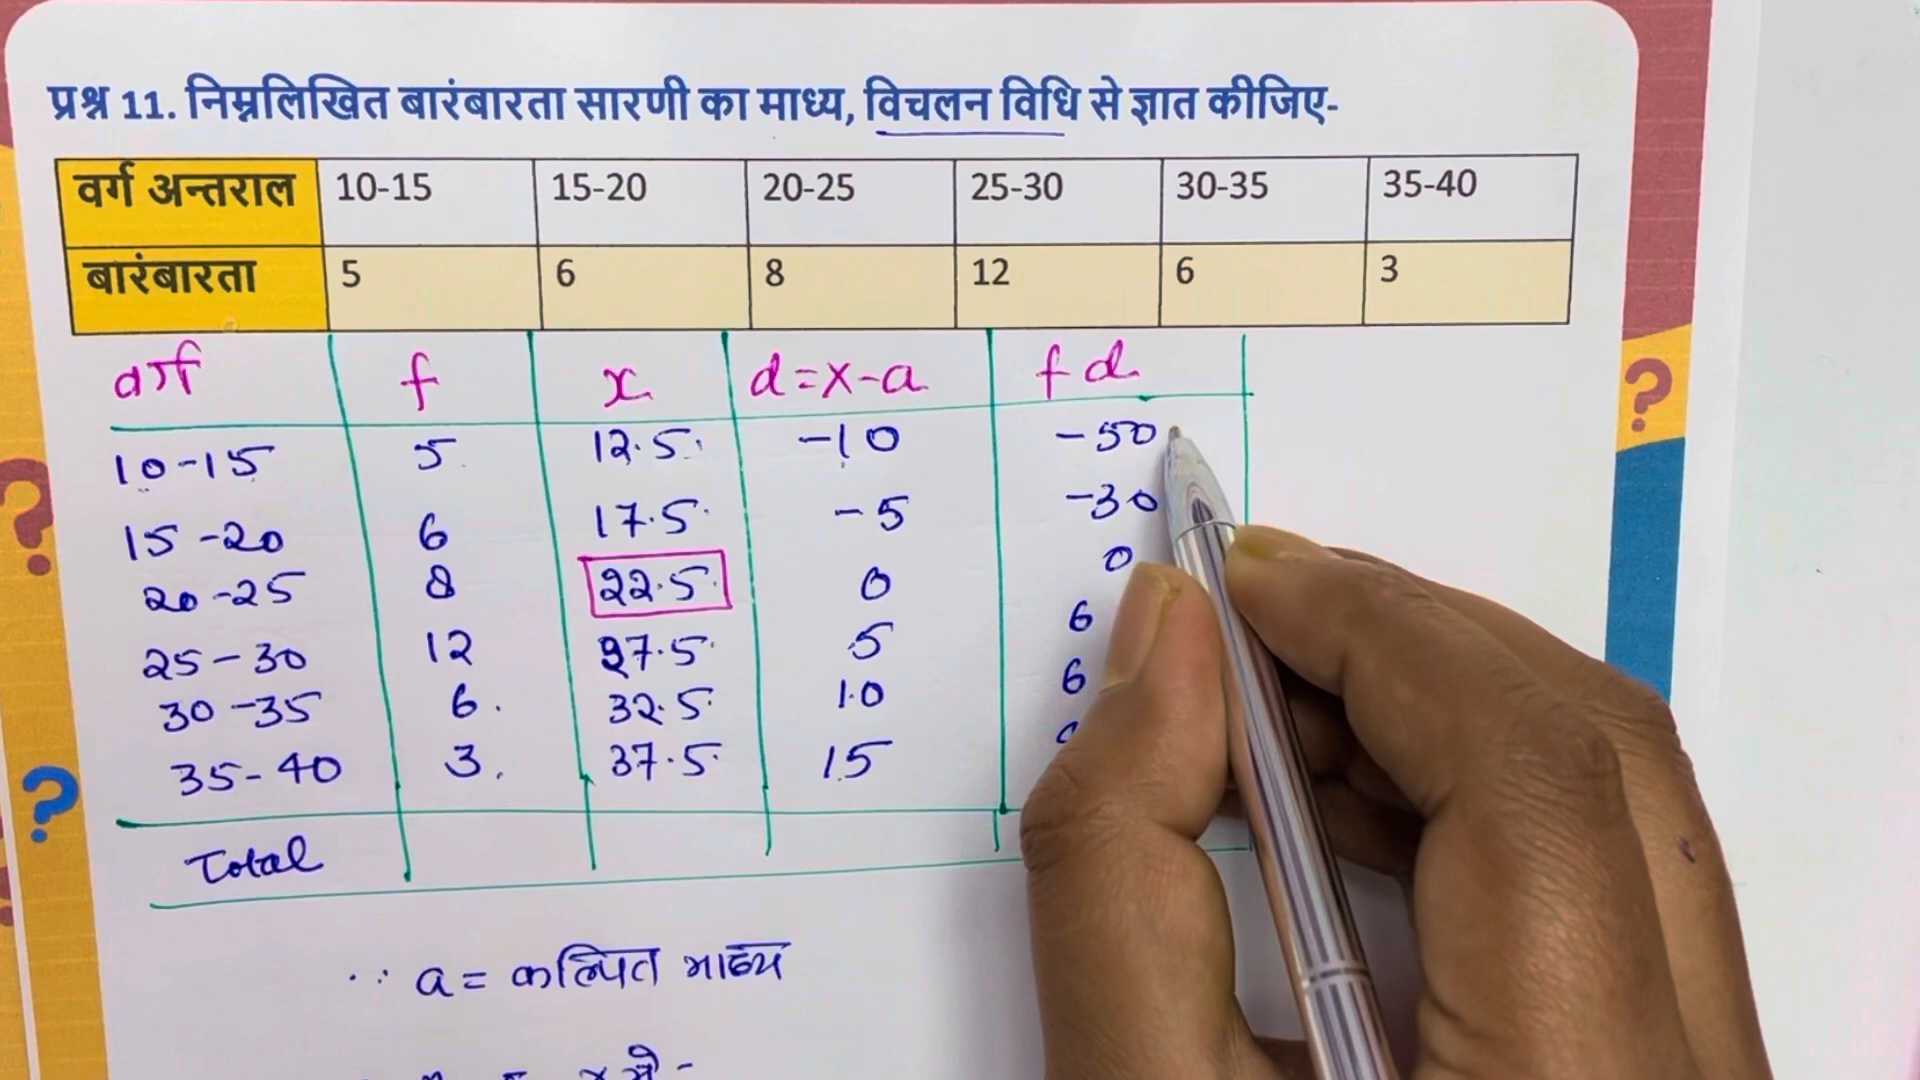 प्रश्न 11. निम्नलिखित बारंबारता सारणी का माध्य, विचलन विधि से ज्ञात कीजिए-
वर्ग अन्तराल 10-15 15-20 20-25 25-30 30-35 35-40
बारंबारता 5 6 8 12 6 3
वर्ग f x d=x-a fd
10-15 5 12.5 -10 -50
15-20 6 17.5 -5 -30
20-25 8 22.5 0 0
25-30 12 27.5 5 6
30-35 6 32.5 10 6
35-40 3 37.5 15
Total
∵ a = कल्पित माध्य